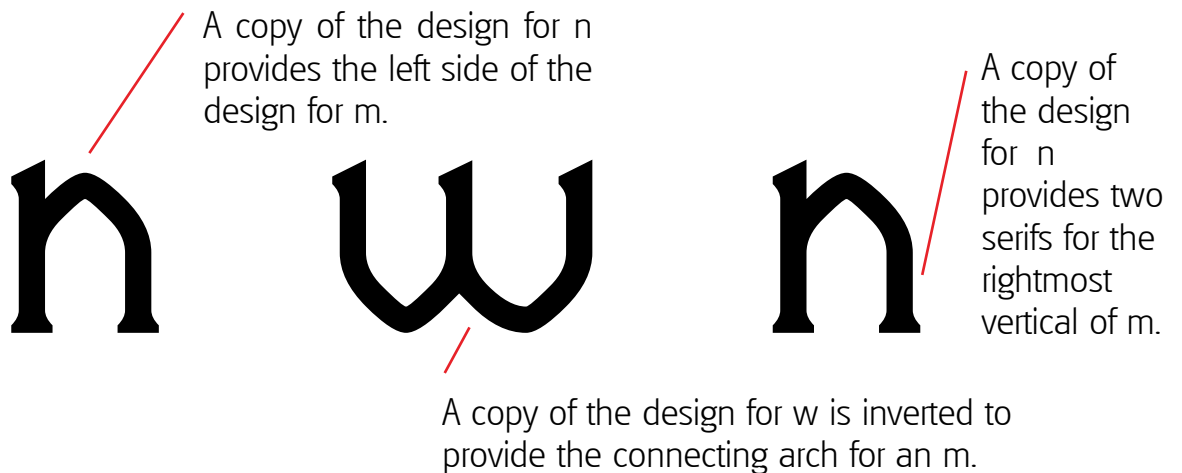 A copy of the design for n
provides the left side of the
design for m.
A copy of
the design
for n
provides two
serifs for the
rightmost
vertical of m.
n w n
A copy of the design for w is inverted to
provide the connecting arch for an m.